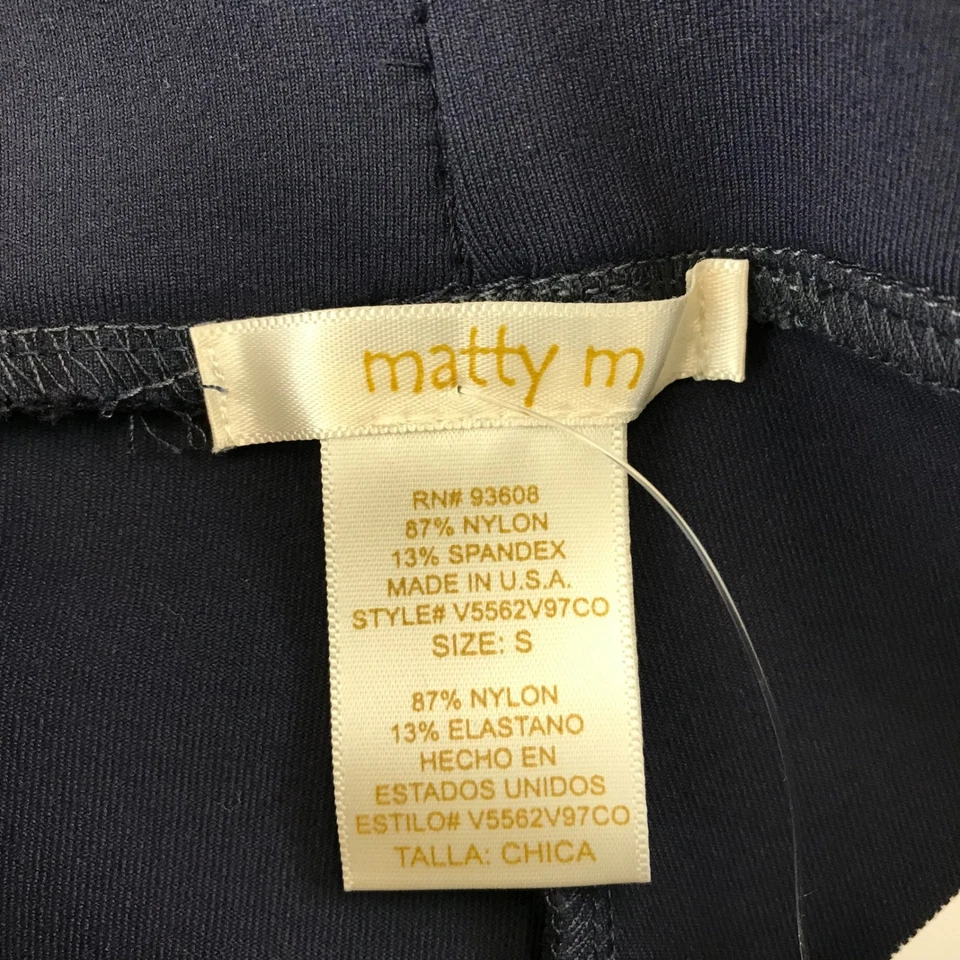 matty m
RN# 93608
87% NYLON
13% SPANDEX
MADE IN U.S.A.
STYLE# V5562V97CO
SIZE: S
87% NYLON
13% ELASTANO
HECHO EN
ESTADOS UNIDOS
ESTILO# V5562V97CO
TALLA: CHICA